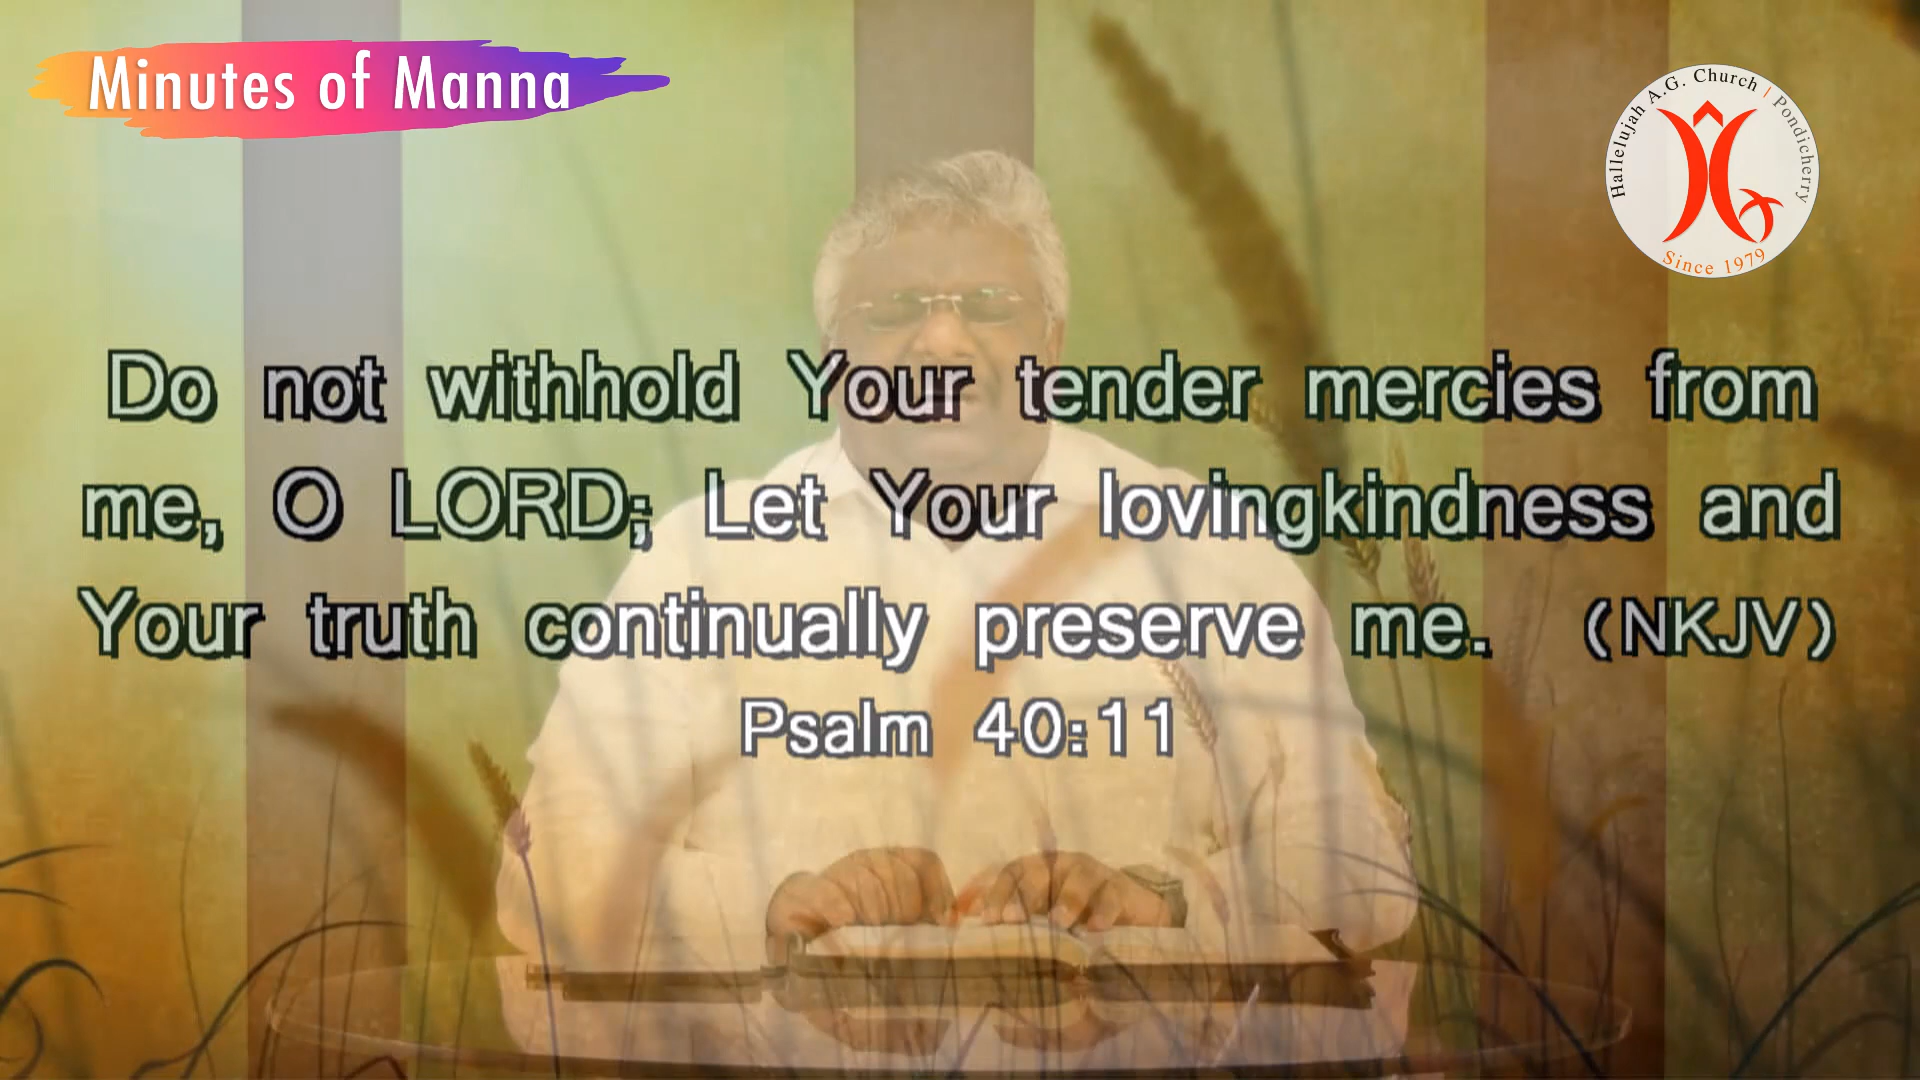 Minutes of Manna
Hallelujah A.G. Church | Pondicherry
Since 1979
Do not withhold Your tender mercies from
me, O LORD; Let Your lovingkindness and
Your truth continually preserve me. (NKJV)
Psalm 40:11